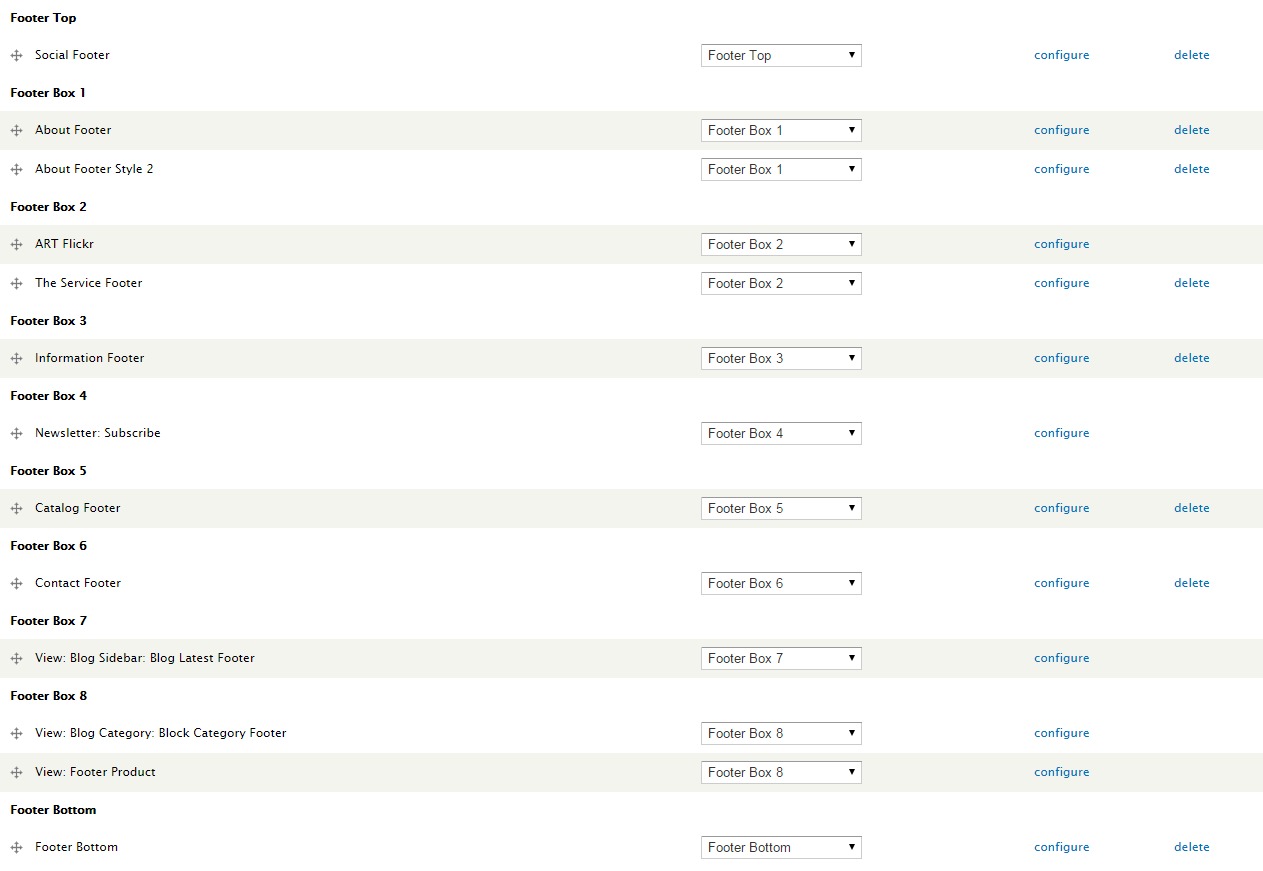 Footer Top
Social Footer Footer Top configure delete
Footer Box 1
About Footer Footer Box 1 configure delete
About Footer Style 2 Footer Box 1 configure delete
Footer Box 2
ART Flickr Footer Box 2 configure
The Service Footer Footer Box 2 configure delete
Footer Box 3
Information Footer Footer Box 3 configure delete
Footer Box 4
Newsletter: Subscribe Footer Box 4 configure
Footer Box 5
Catalog Footer Footer Box 5 configure delete
Footer Box 6
Contact Footer Footer Box 6 configure delete
Footer Box 7
View: Blog Sidebar: Blog Latest Footer Footer Box 7 configure
Footer Box 8
View: Blog Category: Block Category Footer Footer Box 8 configure
View: Footer Product Footer Box 8 configure
Footer Bottom
Footer Bottom Footer Bottom configure delete